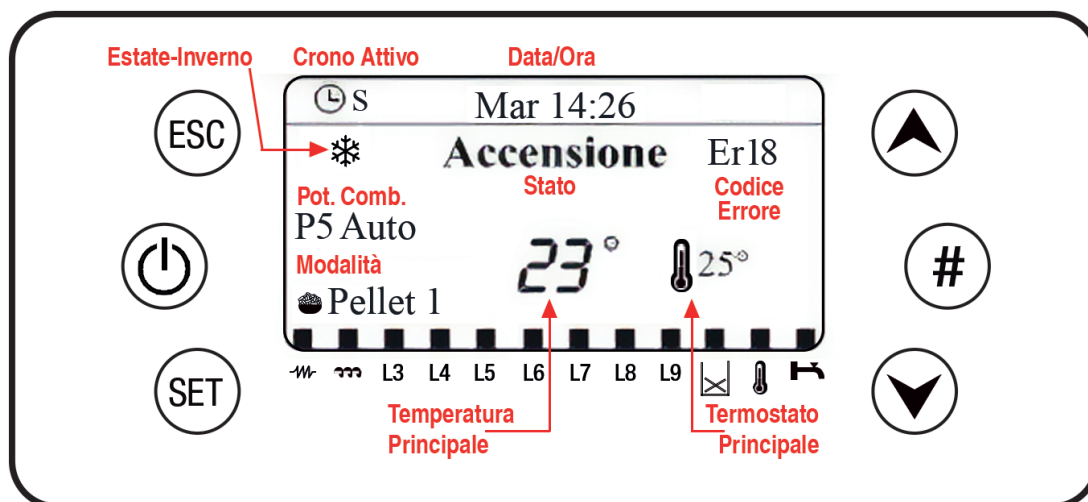 Estate-Inverno Crono Attivo Data/Ora
S Mar 14:26
ESC
Accensione Er18
Stato Codice
Errore
Pot. Comb.
P5 Auto
Modalità
23° 25°
#
Pellet 1
L3 L4 L5 L6 L7 L8 L9
SET
Temperatura
Principale
Termostato
Principale